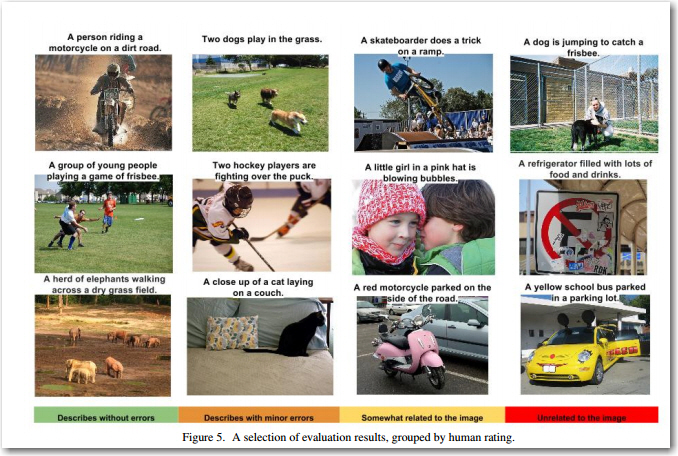 A person riding a
motorcycle on a dirt road.
Two dogs play in the grass.
A skateboarder does a trick
on a ramp.
A dog is jumping to catch a
frisbee.
A group of young people
playing a game of frisbee.
Two hockey players are
fighting over the puck.
A little girl in a pink hat is
blowing bubbles.
A refrigerator filled with lots of
food and drinks.
A herd of elephants walking
across a dry grass field.
A close up of a cat laying
on a couch.
A red motorcycle parked on the
side of the road.
A yellow school bus parked
in a parking lot.
Describes without errors
Describes with minor errors
Somewhat related to the image
Unrelated to the image
Figure 5. A selection of evaluation results, grouped by human rating.